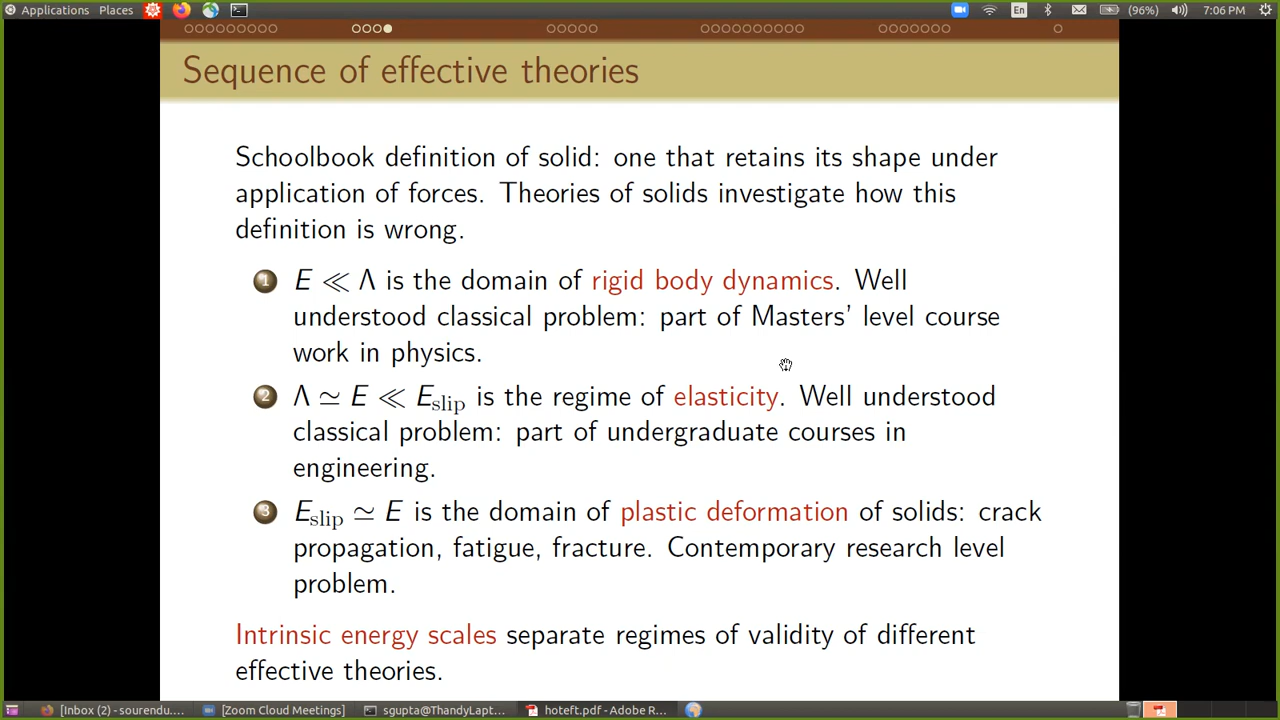 Applications Places En (96%) 7:06 PM
Sequence of effective theories
Schoolbook definition of solid: one that retains its shape under
application of forces. Theories of solids investigate how this
definition is wrong.
1 E ≪ Λ is the domain of rigid body dynamics. Well
understood classical problem: part of Masters' level course
work in physics.
2 Λ ≃ E ≪ Eslip is the regime of elasticity. Well understood
classical problem: part of undergraduate courses in
engineering.
3 Eslip ≃ E is the domain of plastic deformation of solids: crack
propagation, fatigue, fracture. Contemporary research level
problem.
Intrinsic energy scales separate regimes of validity of different
effective theories.
[Inbox (2) - sourendu.... [Zoom Cloud Meetings] sgupta@ThandyLapt... hoteft.pdf - Adobe R...